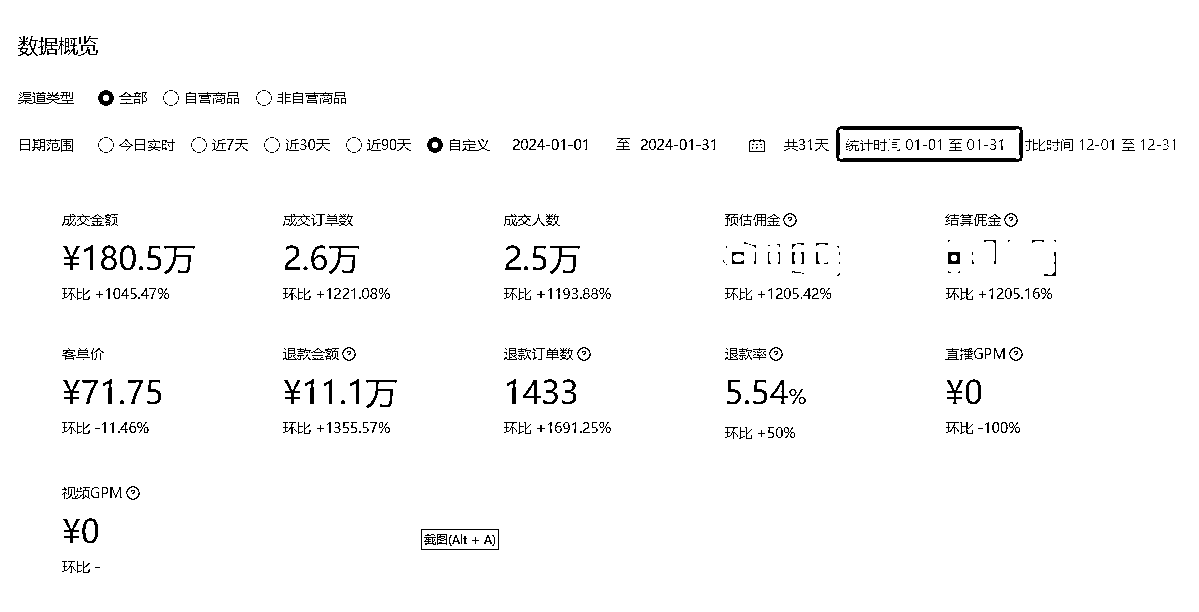 数据概览
渠道类型 全部 自营商品 非自营商品
日期范围 今日实时 近7天 近30天 近90天 自定义 2024-01-01 至 2024-01-31 共31天 统计时间 01-01 至 01-31 对比时间 12-01 至 12-31
成交金额 成交订单数 成交人数 预估佣金 结算佣金
¥180.5万 2.6万 2.5万
环比 +1045.47% 环比 +1221.08% 环比 +1193.88% 环比 +1205.42% 环比 +1205.16%
客单价 退款金额 退款订单数 退款率 直播GPM
¥71.75 ¥11.1万 1433 5.54% ¥0
环比 -11.46% 环比 +1355.57% 环比 +1691.25% 环比 +50% 环比 -100%
视频GPM
¥0
截图(Alt + A)
环比 -